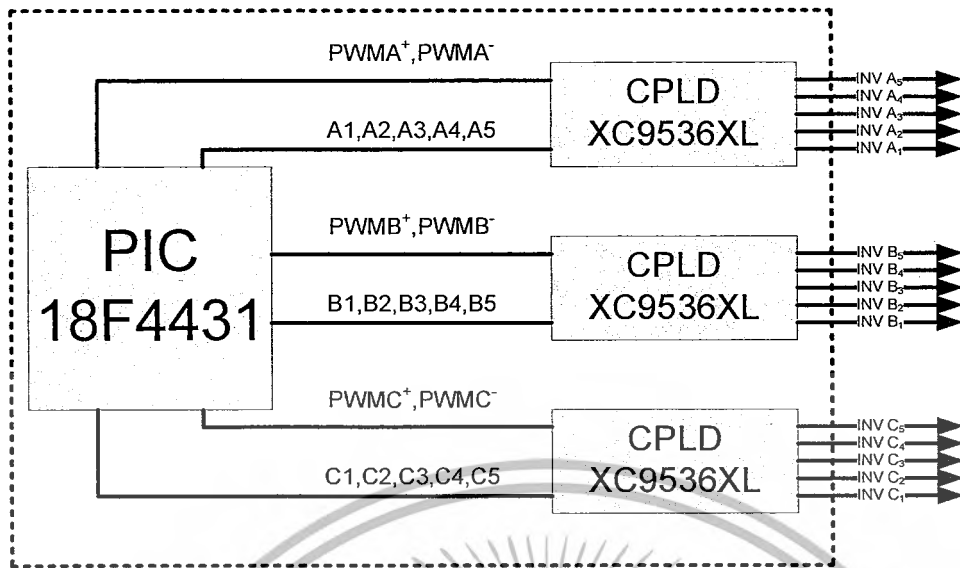 PWMA⁺,PWMA⁻
A1,A2,A3,A4,A5
CPLD
XC9536XL
INV A₅
INV A₄
INV A₃
INV A₂
INV A₁
PIC
18F4431
PWMB⁺,PWMB⁻
B1,B2,B3,B4,B5
CPLD
XC9536XL
INV B₅
INV B₄
INV B₃
INV B₂
INV B₁
PWMC⁺,PWMC⁻
C1,C2,C3,C4,C5
CPLD
XC9536XL
INV C₅
INV C₄
INV C₃
INV C₂
INV C₁